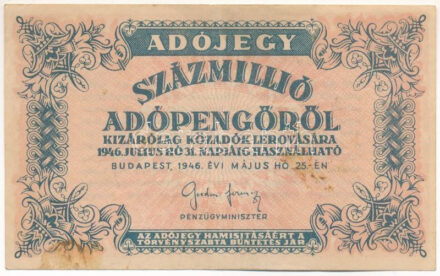 ADÓJEGY
SZÁZMILLIÓ
ADÓPENGŐRŐL
KIZÁRÓLAG KÖZADÓK LEROVÁSÁRA
1946. JULIUS HÓ 31. NAPJÁIG HASZNÁLHATÓ
BUDAPEST, 1946. ÉVI MÁJUS HÓ 25-ÉN
PÉNZÜGYMINISZTER
AZ ADÓJEGY HAMISÍTÁSÁÉRT A
TÖRVÉNYSZABTA BÜNTETÉS JÁR